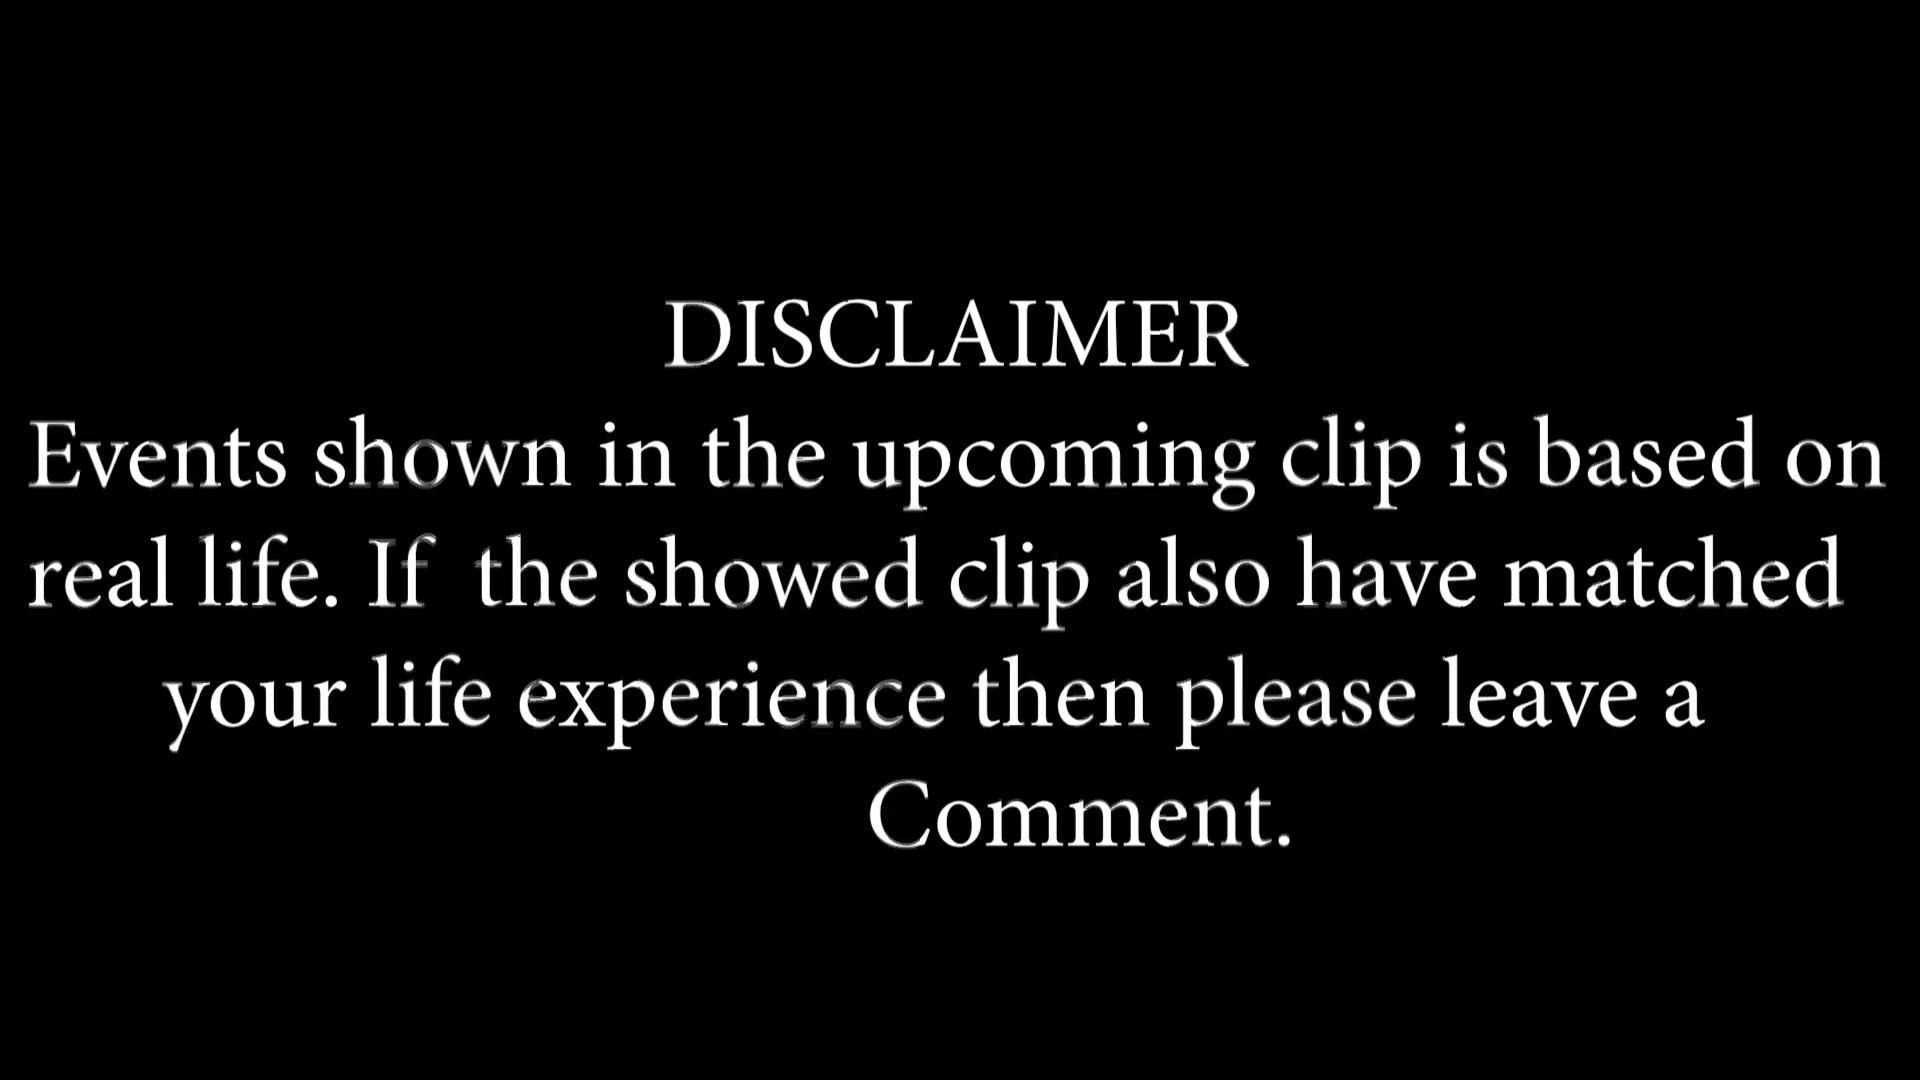 DISCLAIMER
Events shown in the upcoming clip is based on
real life. If the showed clip also have matched
your life experience then please leave a
Comment.